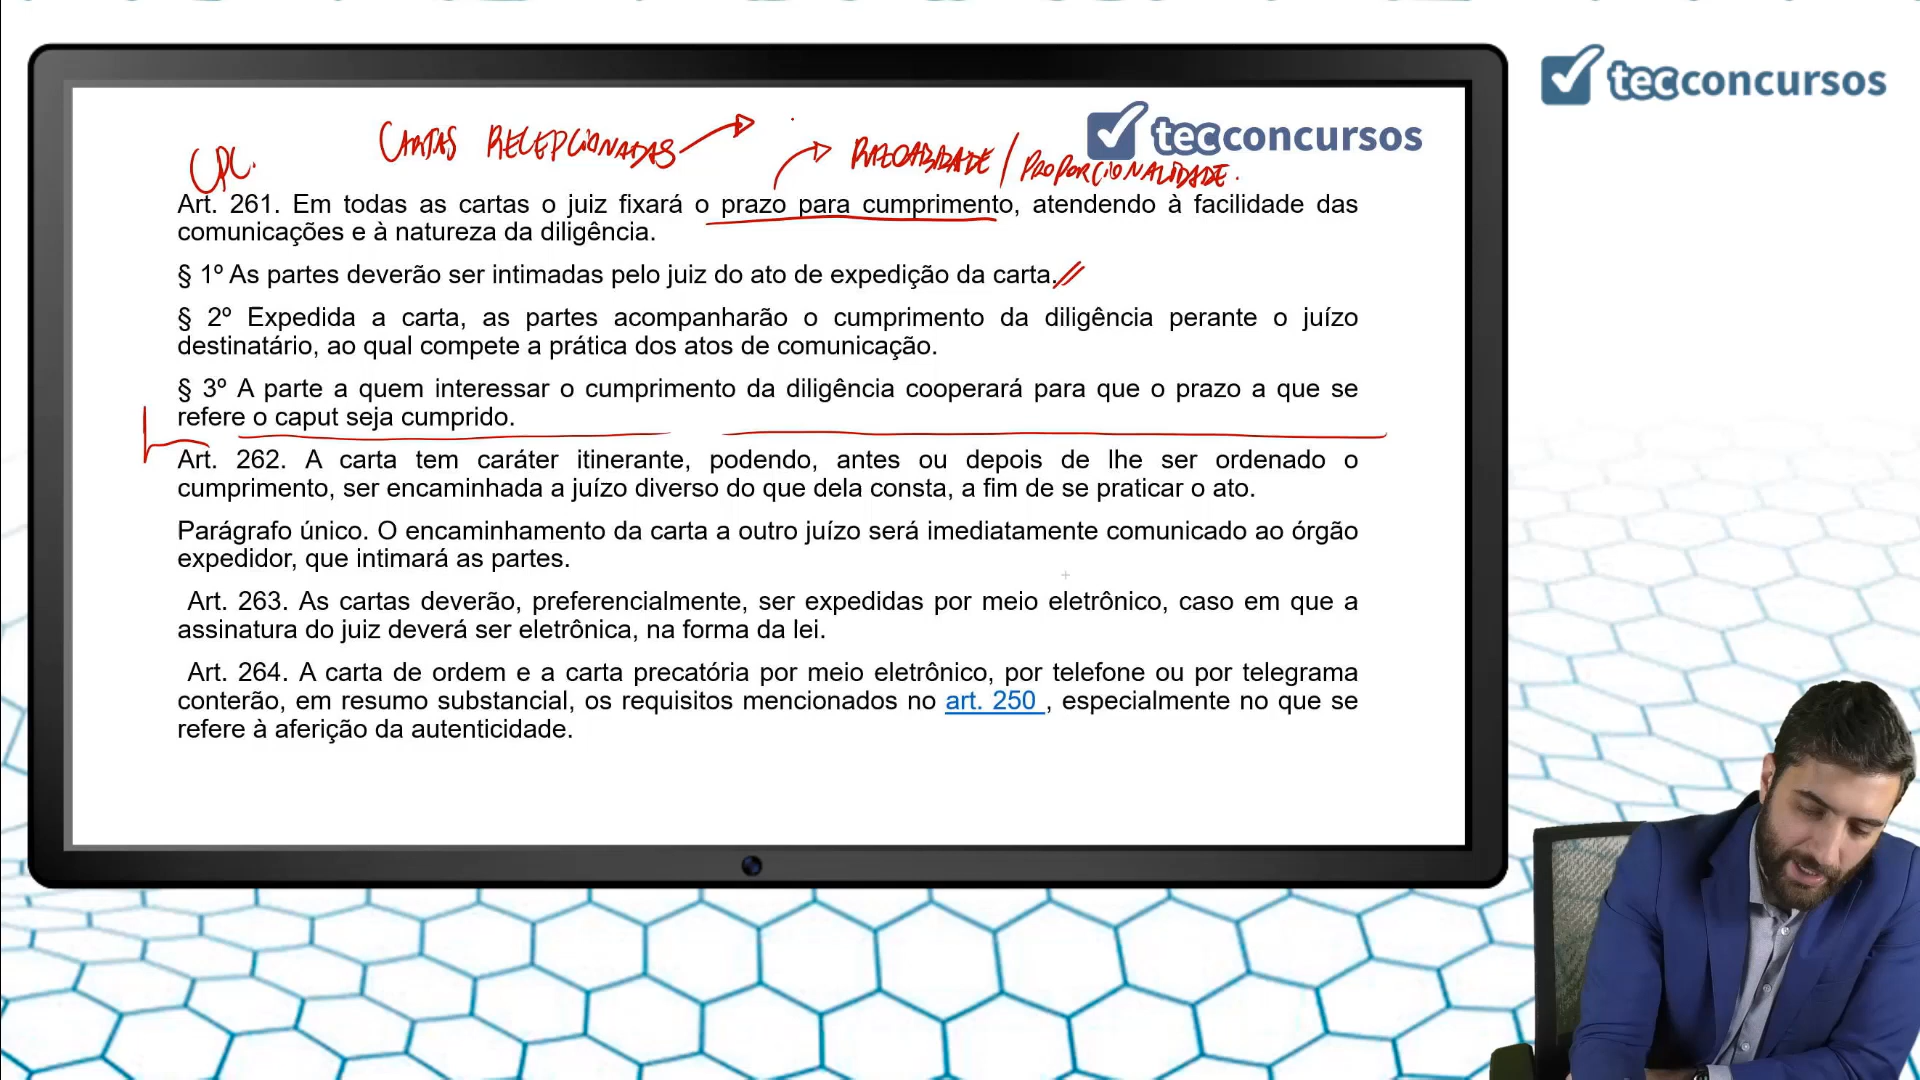 tecconcursos
CARTAS RECEPCIONADAS
tecconcursos
CPC.
RAZOABILIDADE / PROPORCIONALIDADE.
Art. 261. Em todas as cartas o juiz fixará o prazo para cumprimento, atendendo à facilidade das
comunicações e à natureza da diligência.
§ 1º As partes deverão ser intimadas pelo juiz do ato de expedição da carta.
§ 2º Expedida a carta, as partes acompanharão o cumprimento da diligência perante o juízo
destinatário, ao qual compete a prática dos atos de comunicação.
§ 3º A parte a quem interessar o cumprimento da diligência cooperará para que o prazo a que se
refere o caput seja cumprido.
Art. 262. A carta tem caráter itinerante, podendo, antes ou depois de lhe ser ordenado o
cumprimento, ser encaminhada a juízo diverso do que dela consta, a fim de se praticar o ato.
Parágrafo único. O encaminhamento da carta a outro juízo será imediatamente comunicado ao órgão
expedidor, que intimará as partes.
Art. 263. As cartas deverão, preferencialmente, ser expedidas por meio eletrônico, caso em que a
assinatura do juiz deverá ser eletrônica, na forma da lei.
Art. 264. A carta de ordem e a carta precatória por meio eletrônico, por telefone ou por telegrama
conterão, em resumo substancial, os requisitos mencionados no art. 250 , especialmente no que se
refere à aferição da autenticidade.